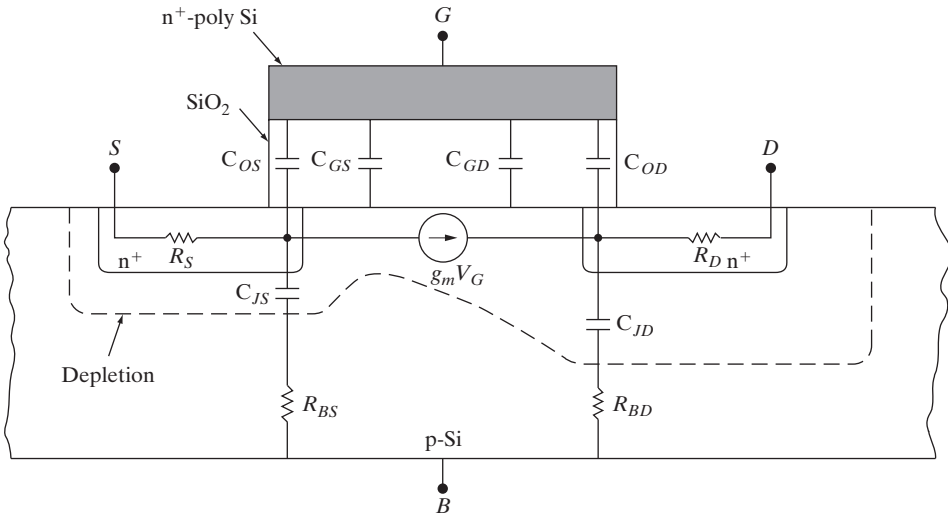 n⁺-poly Si
G
SiO₂
S
C_OS
C_GS
C_GD
C_OD
D
n⁺
R_S
g_mV_G
R_D
n⁺
C_JS
C_JD
Depletion
R_BS
R_BD
p-Si
B